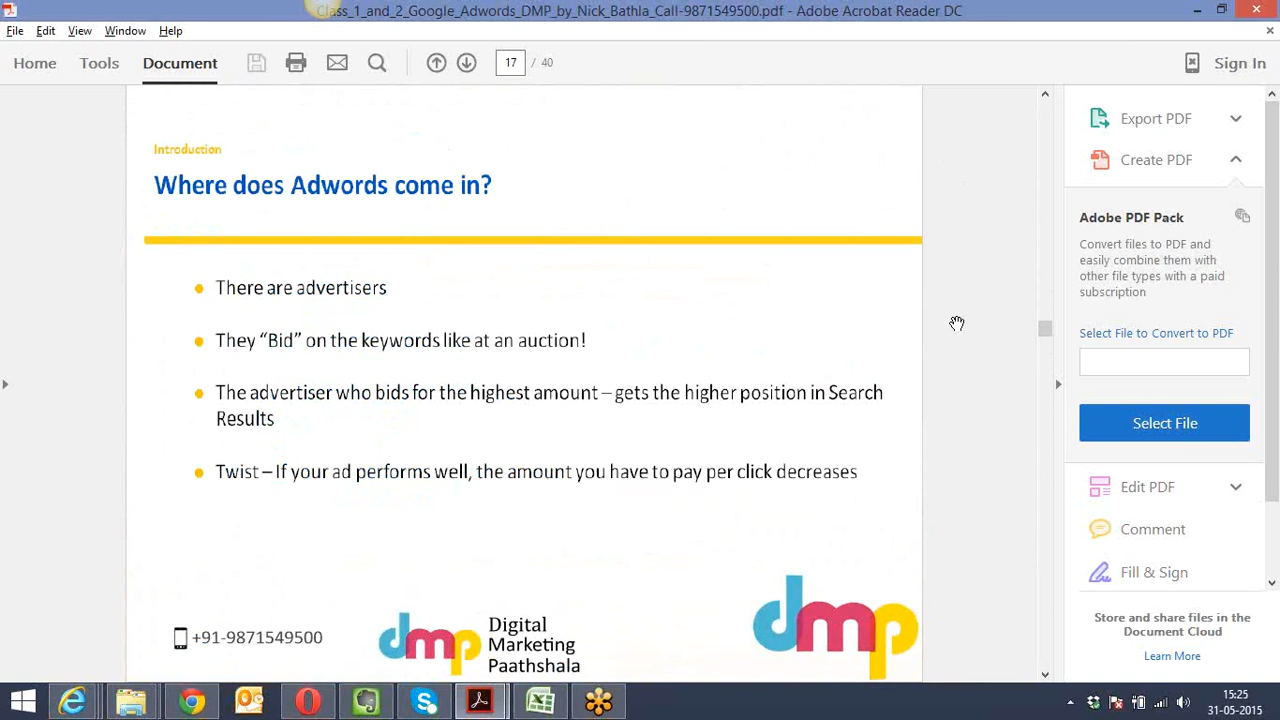 Class_1_and_2_Google_Adwords_DMP_by_Nick_Bathla_Call-9871549500.pdf - Adobe Acrobat Reader DC
File Edit View Window Help
Home Tools Document 17 / 40 Sign In
Introduction
Where does Adwords come in?
There are advertisers
They “Bid” on the keywords like at an auction!
The advertiser who bids for the highest amount – gets the higher position in Search
Results
Twist – If your ad performs well, the amount you have to pay per click decreases
+91-9871549500
dmp
Digital
Marketing
Paathshala
dmp
Export PDF
Create PDF
Adobe PDF Pack
Convert files to PDF and
easily combine them with
other file types with a paid
subscription
Select File to Convert to PDF
Select File
Edit PDF
Comment
Fill & Sign
Store and share files in the
Document Cloud
Learn More
15:25
31-05-2015